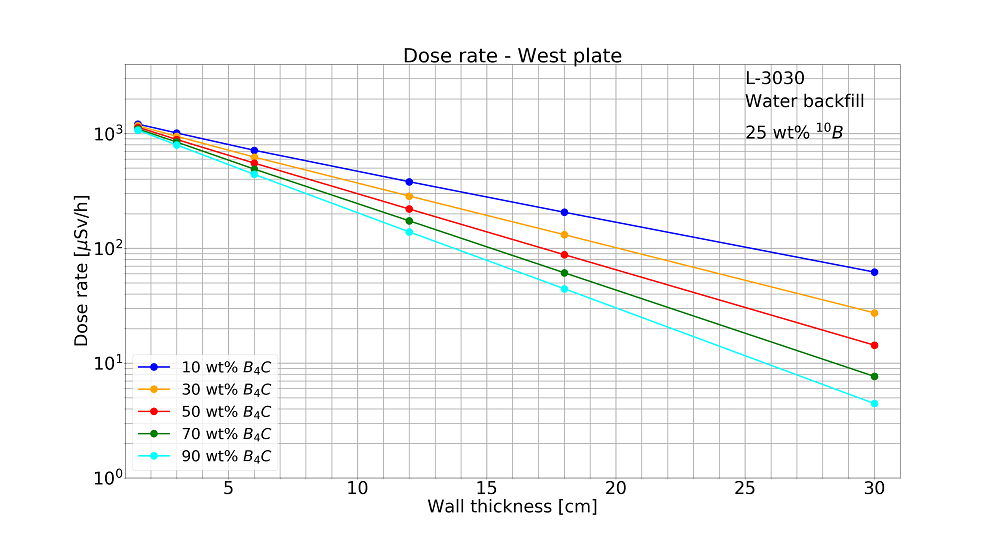 Dose rate - West plate
L-3030
Water backfill
25 wt% ¹⁰B
Dose rate [μSv/h]
10³
10²
10¹
10⁰
10 wt% B₄C
30 wt% B₄C
50 wt% B₄C
70 wt% B₄C
90 wt% B₄C
5 10 15 20 25 30
Wall thickness [cm]